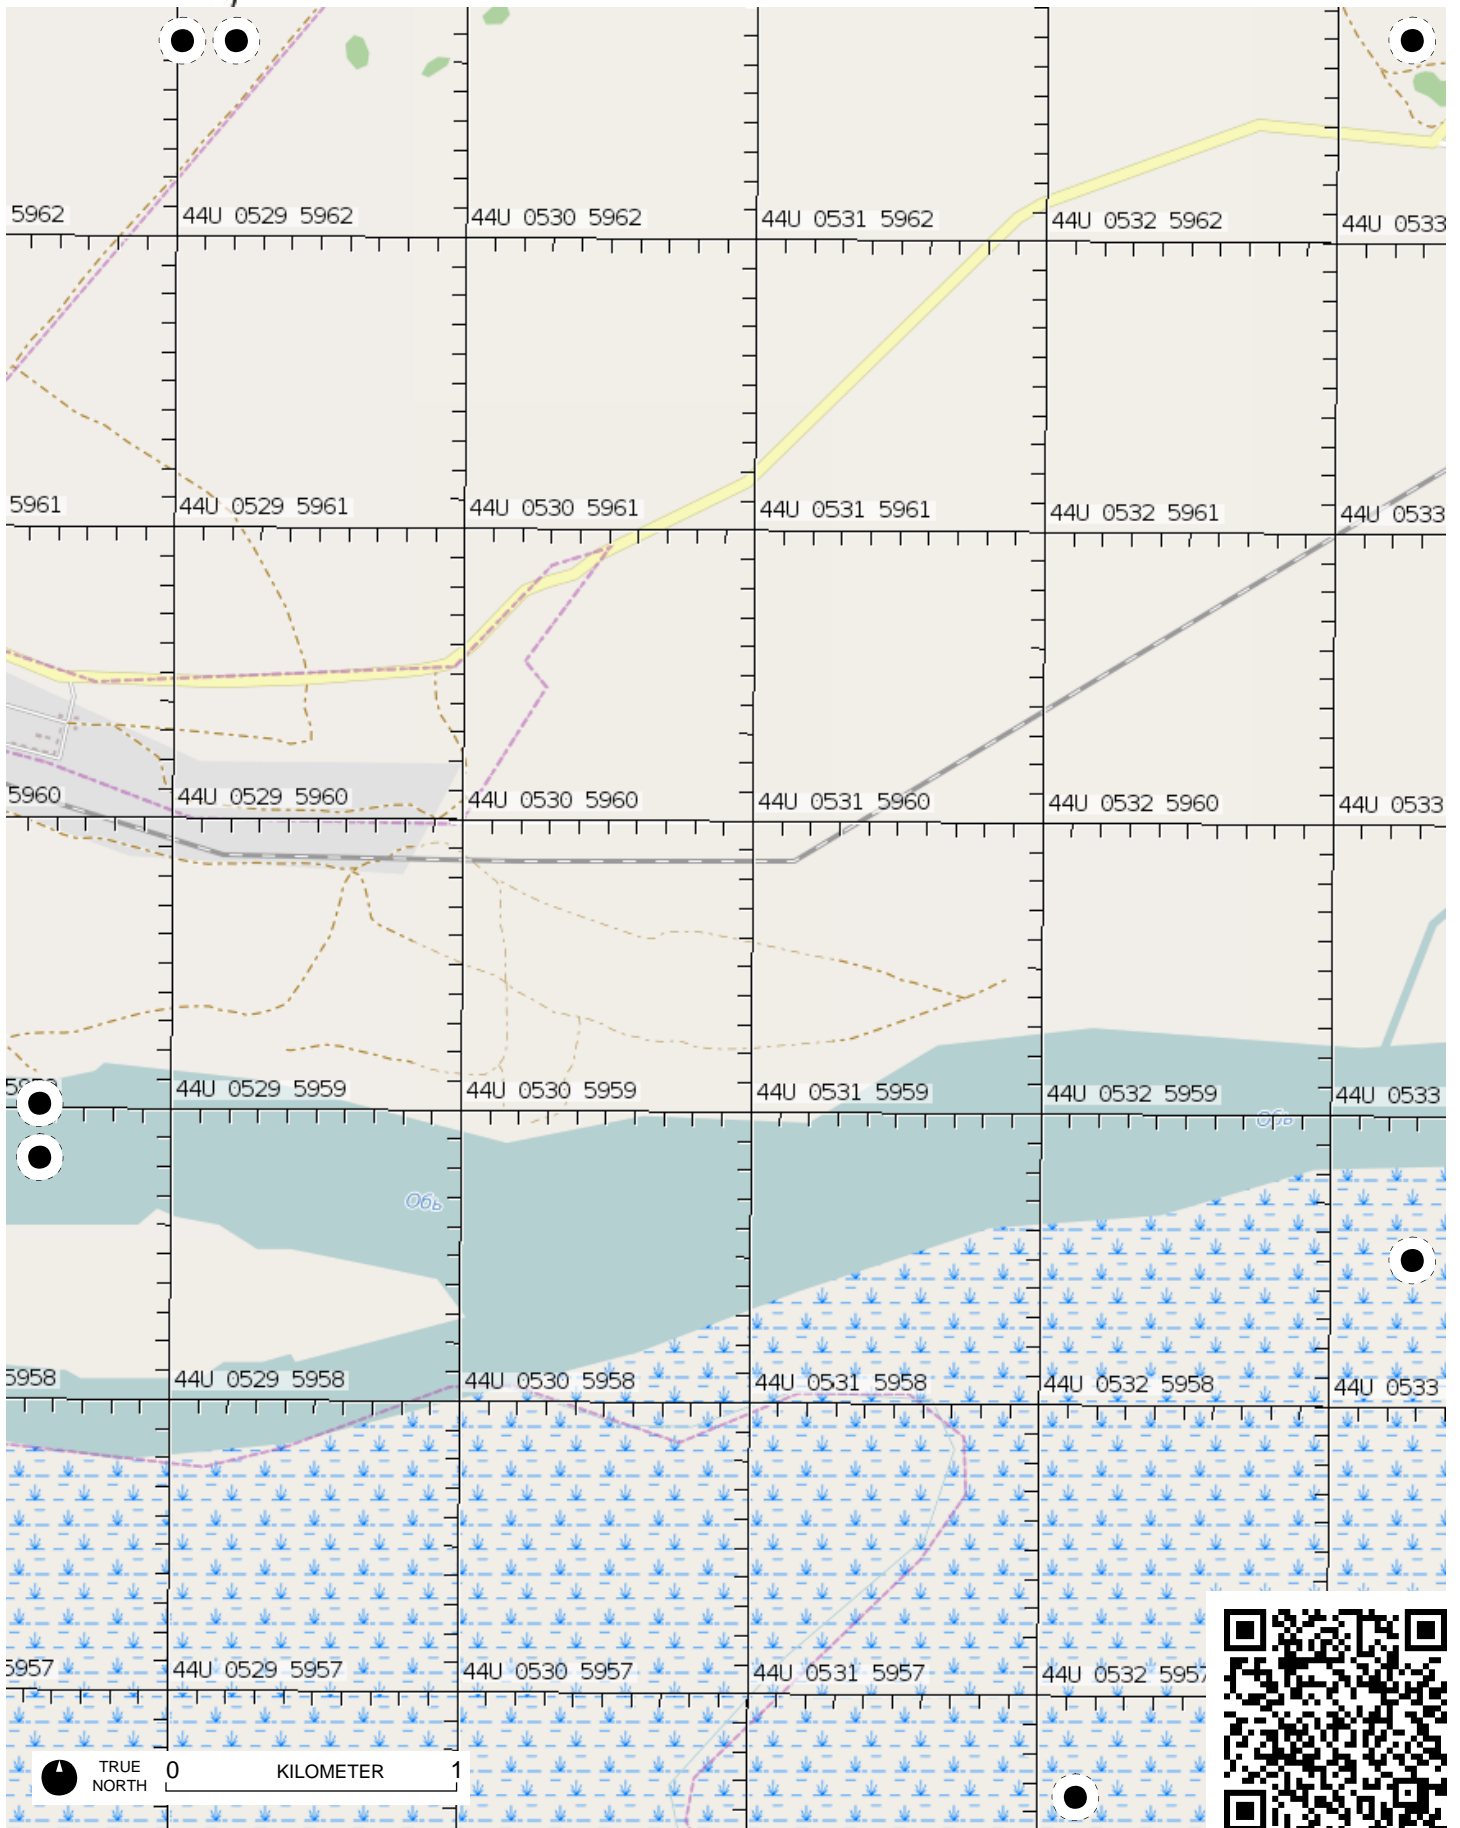 5962 44U 0529 5962 44U 0530 5962 44U 0531 5962 44U 0532 5962 44U 0533
5961 44U 0529 5961 44U 0530 5961 44U 0531 5961 44U 0532 5961 44U 0533
5960 44U 0529 5960 44U 0530 5960 44U 0531 5960 44U 0532 5960 44U 0533
44U 0529 5959 44U 0530 5959 44U 0531 5959 44U 0532 5959 44U 0533
Обь
Обь
5958 44U 0529 5958 44U 0530 5958 44U 0531 5958 44U 0532 5958 44U 0533
5957 44U 0529 5957 44U 0530 5957 44U 0531 5957 44U 0532 5957
TRUE NORTH
0 KILOMETER 1